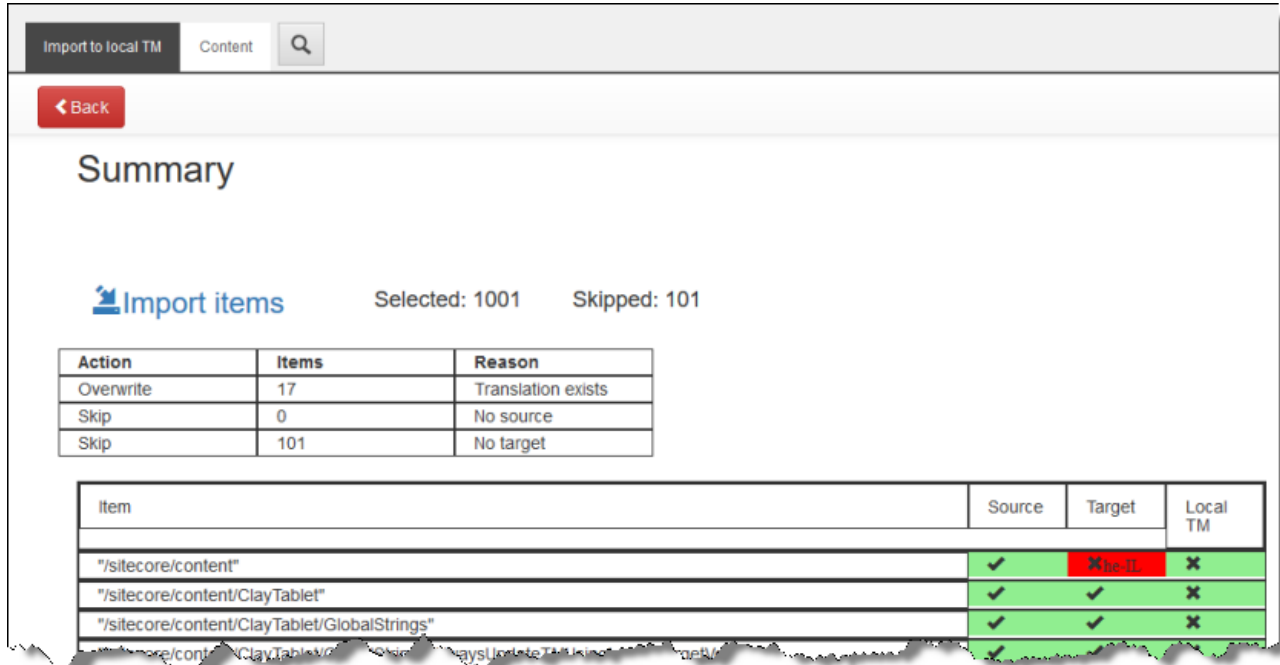 Import to local TM Content
Back
Summary
Import items Selected: 1001 Skipped: 101
Action Items Reason
Overwrite 17 Translation exists
Skip 0 No source
Skip 101 No target
Item Source Target Local
TM
"/sitecore/content"
he-IL
"/sitecore/content/ClayTablet"
"/sitecore/content/ClayTablet/GlobalStrings"